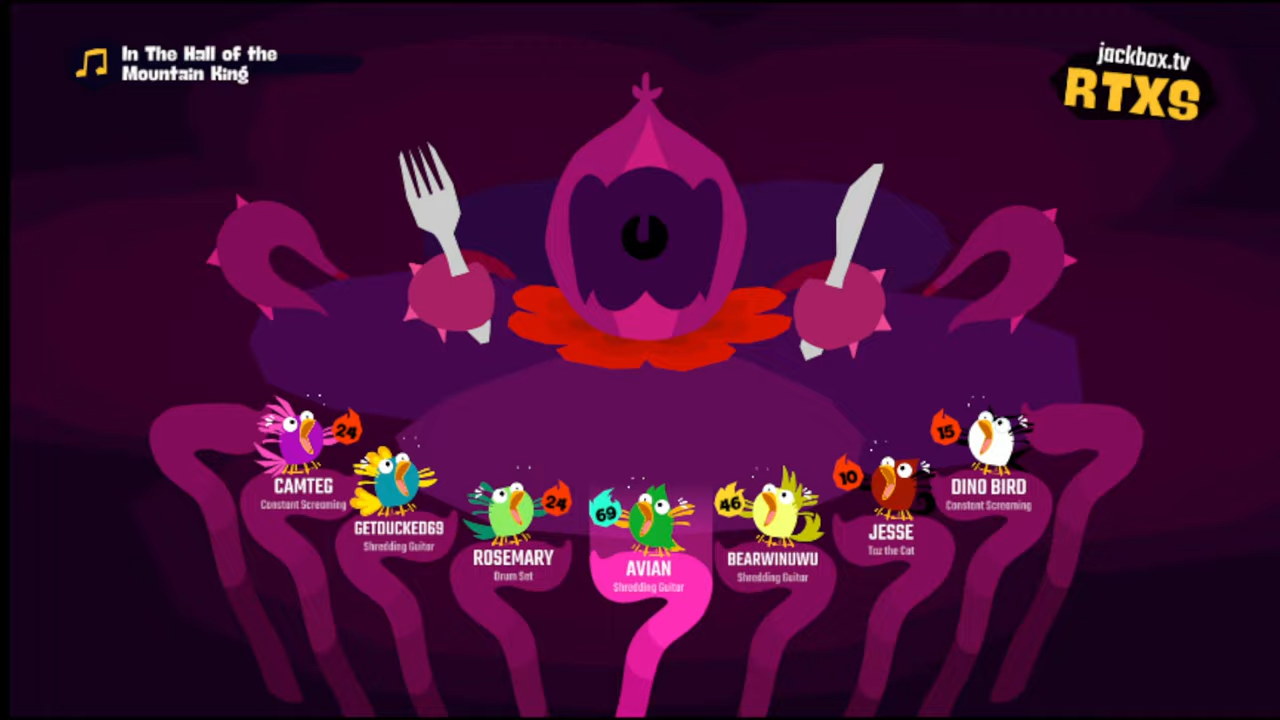 In The Hall of the
Mountain King
jackbox.tv
RTXS
24
CAMTEG
Constant Screaming
GETDUCKED69
Shredding Guitar
24
ROSEMARY
Drum Set
69
AVIAN
Shredding Guitar
46
BEARWINUWU
Shredding Guitar
10
JESSE
Taz the Cat
15
DINO BIRD
Constant Screaming